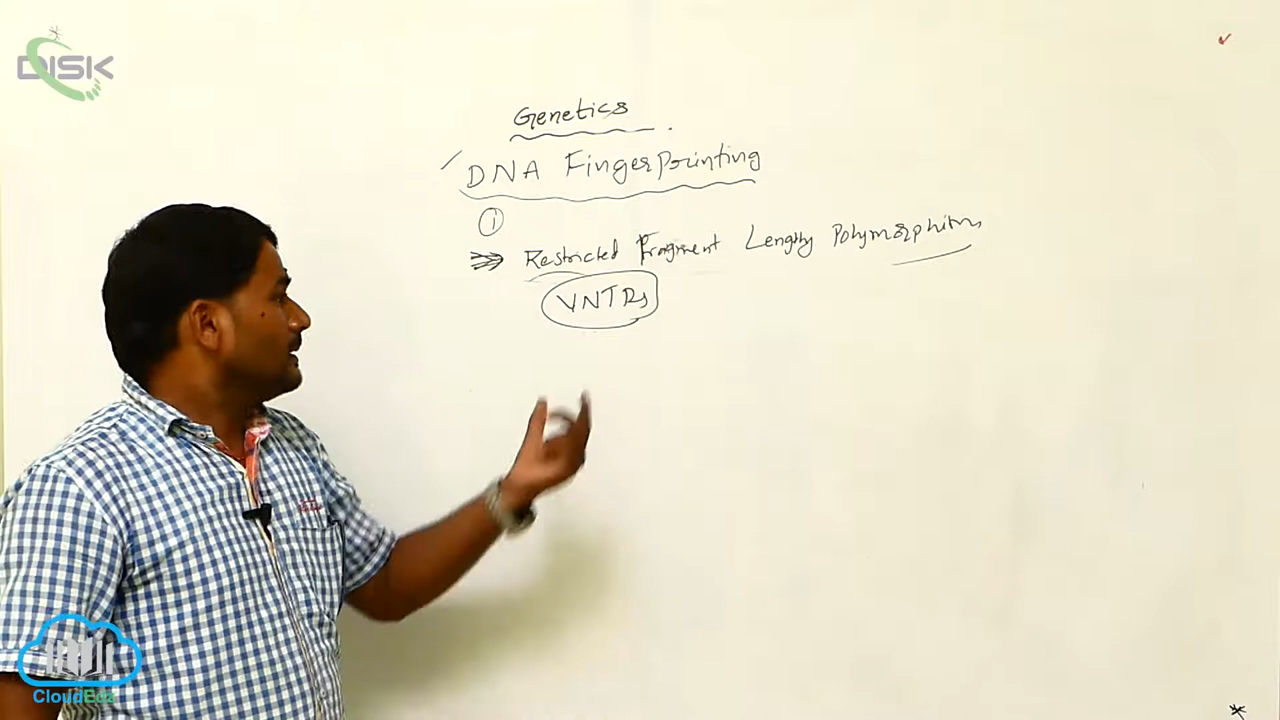 DISK
Genetics
DNA Fingerprinting
1
Restricted Fragment Length Polymorphism
VNTRs
CloudEdz